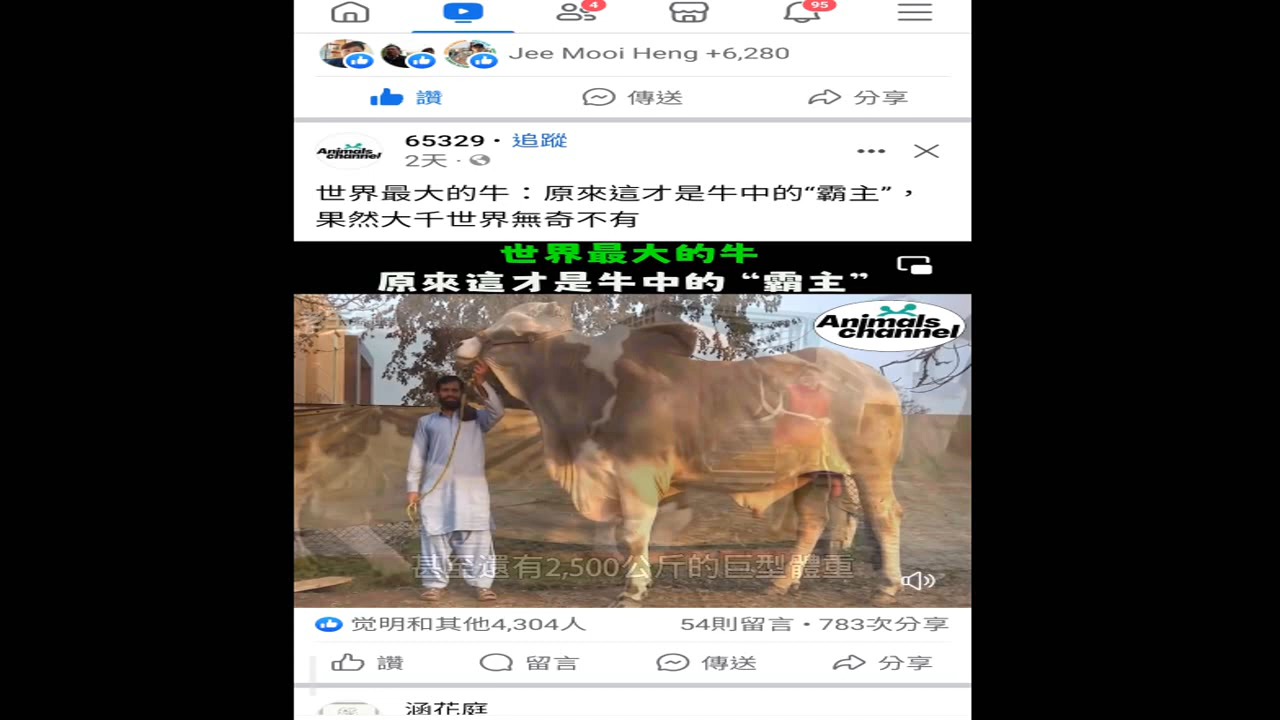 4
95
Jee Mooi Heng +6,280
讚
傳送
分享
Animals channel
65329 · 追蹤
2天 ·
世界最大的牛：原來這才是牛中的“霸主”，
果然大千世界無奇不有
世界最大的牛
原來這才是牛中的“霸主”
Animals
channel
甚至還有2,500公斤的巨型體重
觉明和其他4,304人
54則留言·783次分享
讚
留言
傳送
分享
涵花庭